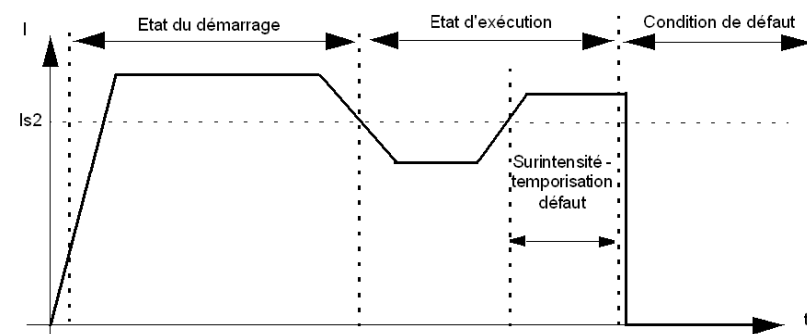 I
Etat du démarrage
Etat d'exécution
Condition de défaut
Is2
Surintensité -
temporisation
défaut
t